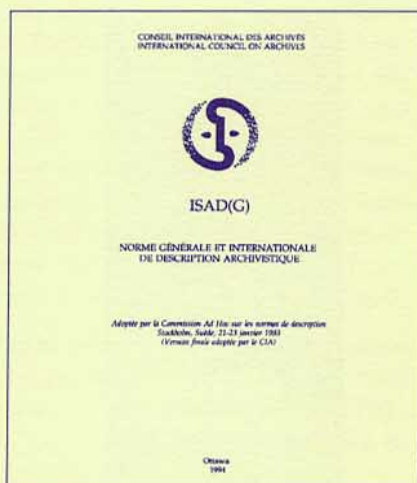 CONSEIL INTERNATIONAL DES ARCHIVES
INTERNATIONAL COUNCIL ON ARCHIVES
ISAD(G)
NORME GÉNÉRALE ET INTERNATIONALE
DE DESCRIPTION ARCHIVISTIQUE
Adoptée par la Commission Ad Hoc sur les normes de description
Stockholm, Suède, 21-23 janvier 1993
(Version finale adoptée par le CIA)
Ottawa
1994